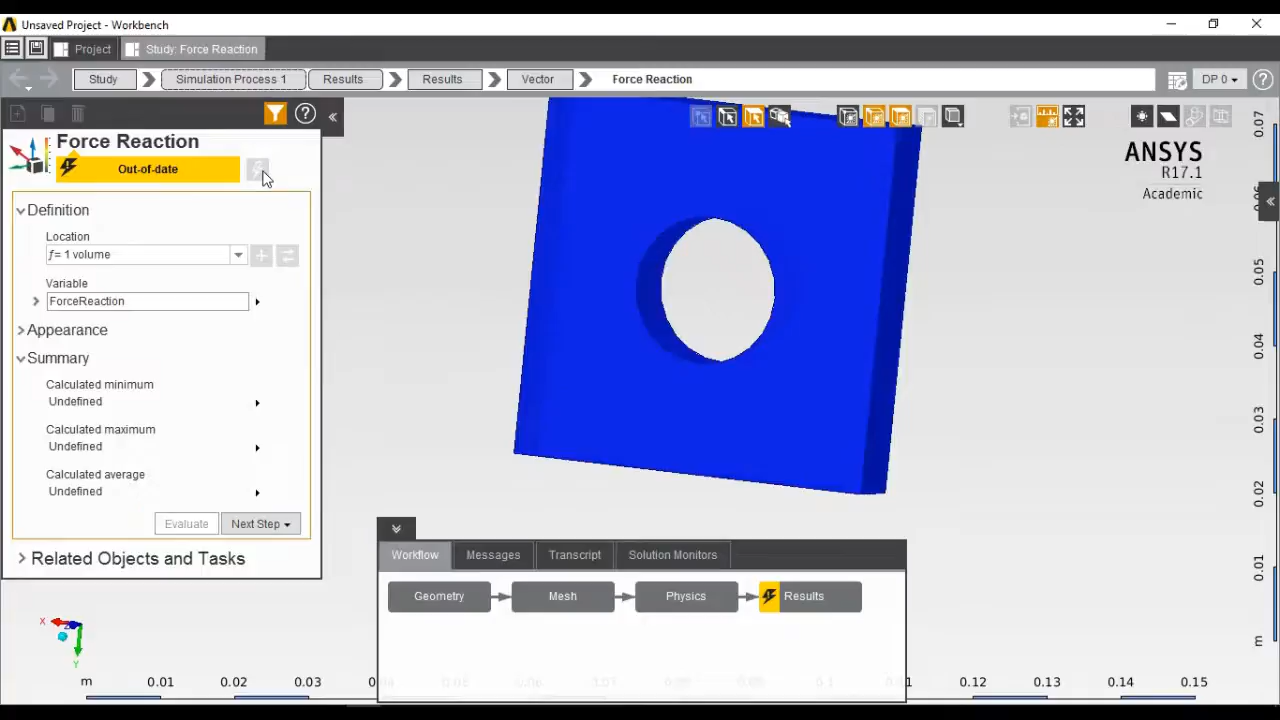 Unsaved Project - Workbench
Project
Study: Force Reaction
Study
Simulation Process 1
Results
Results
Vector
Force Reaction
DP 0
Force Reaction
Out-of-date
Definition
Location
ƒ= 1 volume
Variable
ForceReaction
Appearance
Summary
Calculated minimum
Undefined
Calculated maximum
Undefined
Calculated average
Undefined
Evaluate
Next Step
Related Objects and Tasks
ANSYS
R17.1
Academic
0.07
0.05
0.04
0.03
0.02
0.01
m
Workflow
Messages
Transcript
Solution Monitors
Geometry
Mesh
Physics
Results
X
Z
Y
m
0.01
0.02
0.03
0.12
0.13
0.14
0.15